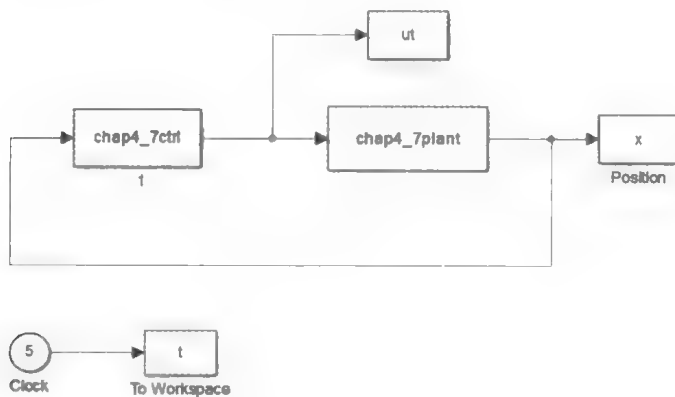 ut
chap4_7ctrl
chap4_7plant
x
1
Position
5
t
Clock
To Workspace